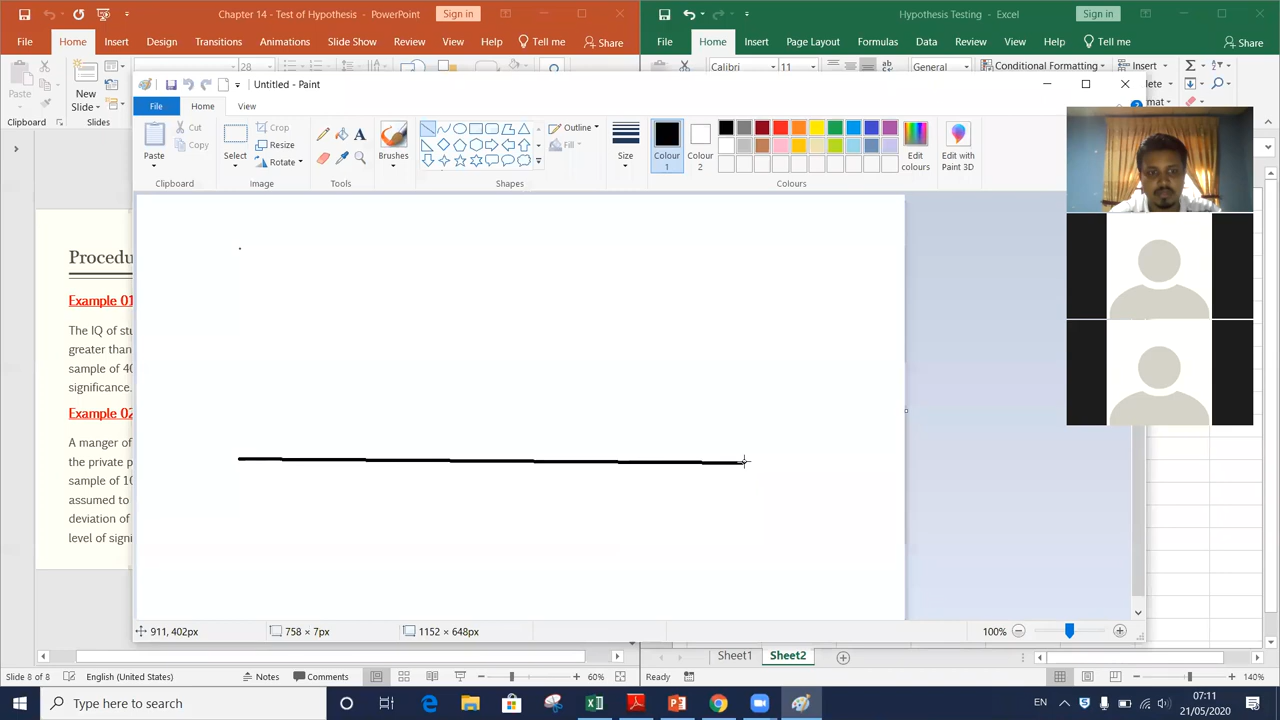 Chapter 14 - Test of Hypothesis - PowerPoint
Sign in
Hypothesis Testing - Excel
Sign in
File
Home
Insert
Design
Transitions
Animations
Slide Show
Review
View
Help
Tell me
Share
File
Home
Insert
Page Layout
Formulas
Data
Review
View
Help
Tell me
Share
Paste
New
Slide
Clipboard
Slides
28
Calibri
11
General
Conditional Formatting
Insert
Untitled - Paint
File
Home
View
Paste
Cut
Copy
Select
Crop
Resize
Rotate
Brushes
Outline
Fill
Size
Colour
1
Colour
2
Edit
colours
Edit with
Paint 3D
Clipboard
Image
Tools
Shapes
Colours
Example 01
The IQ of
greater than
sample of 40
significance.
Example 02
A manger of
the private
sample of 10
assumed to
deviation of
level of
911, 402px
758 × 7px
1152 × 648px
100%
Sheet1
Sheet2
Slide 8 of 8
English (United States)
Notes
Comments
60%
Ready
140%
Type here to search
EN
07:11
21/05/2020